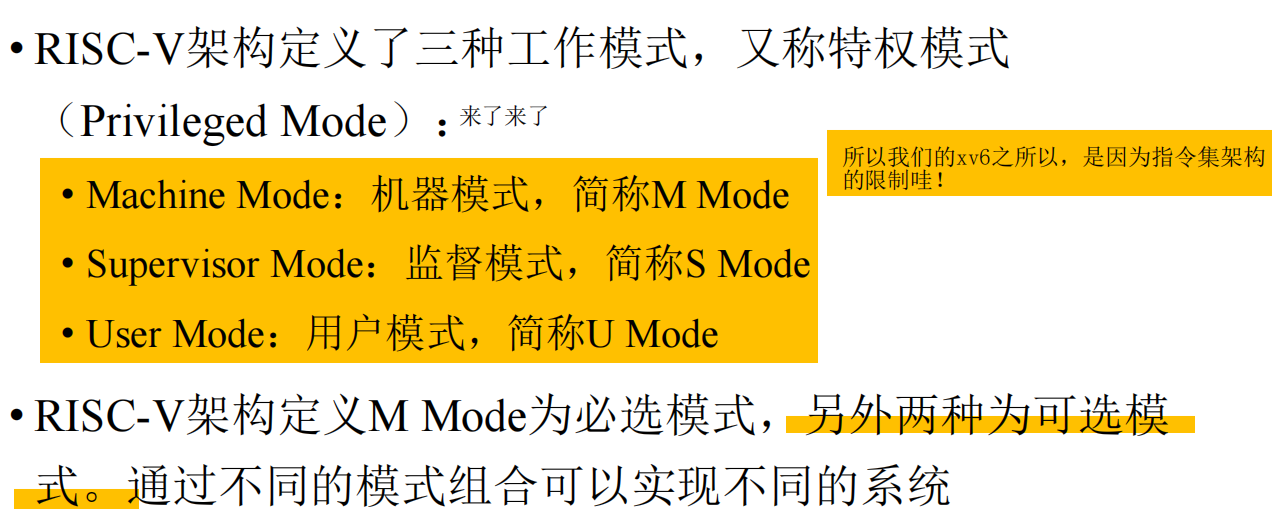 • RISC-V架构定义了三种工作模式，又称特权模式
（Privileged Mode）：来了来了
所以我们的xv6之所以，是因为指令集架构
的限制哇！
• Machine Mode：机器模式，简称M Mode
• Supervisor Mode：监督模式，简称S Mode
• User Mode：用户模式，简称U Mode
• RISC-V架构定义M Mode为必选模式，另外两种为可选模
式。通过不同的模式组合可以实现不同的系统